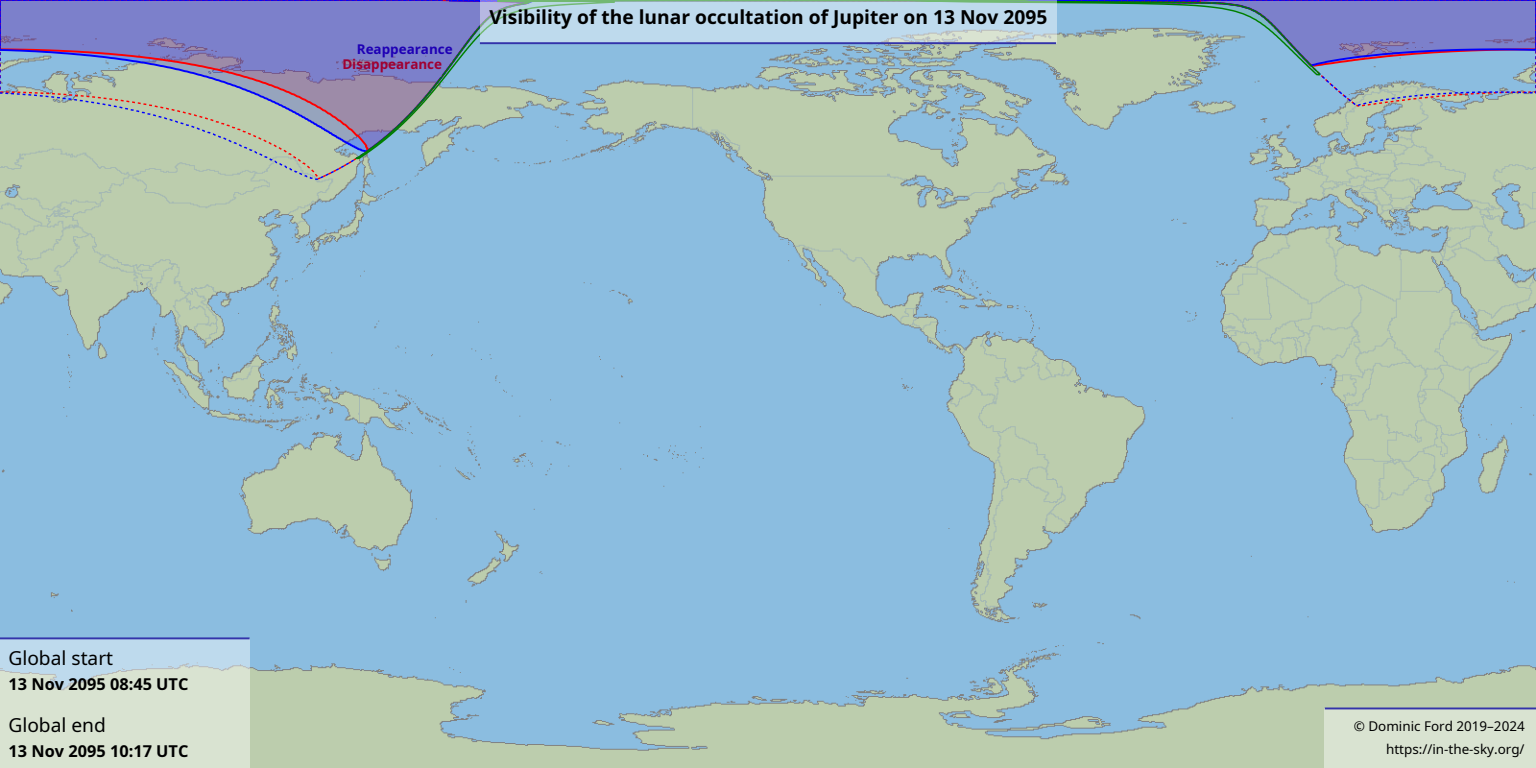 Visibility of the lunar occultation of Jupiter on 13 Nov 2095
Reappearance
Disappearance
Global start
13 Nov 2095 08:45 UTC
Global end
13 Nov 2095 10:17 UTC
© Dominic Ford 2019–2024
https://in-the-sky.org/